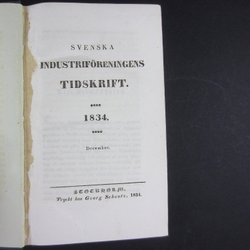 SVENSKA
INDUSTRIFÖRENINGENS
TIDSKRIFT.
1834.
December.
STOCKHOLM,
Tryckt hos Georg Scheutz, 1834.